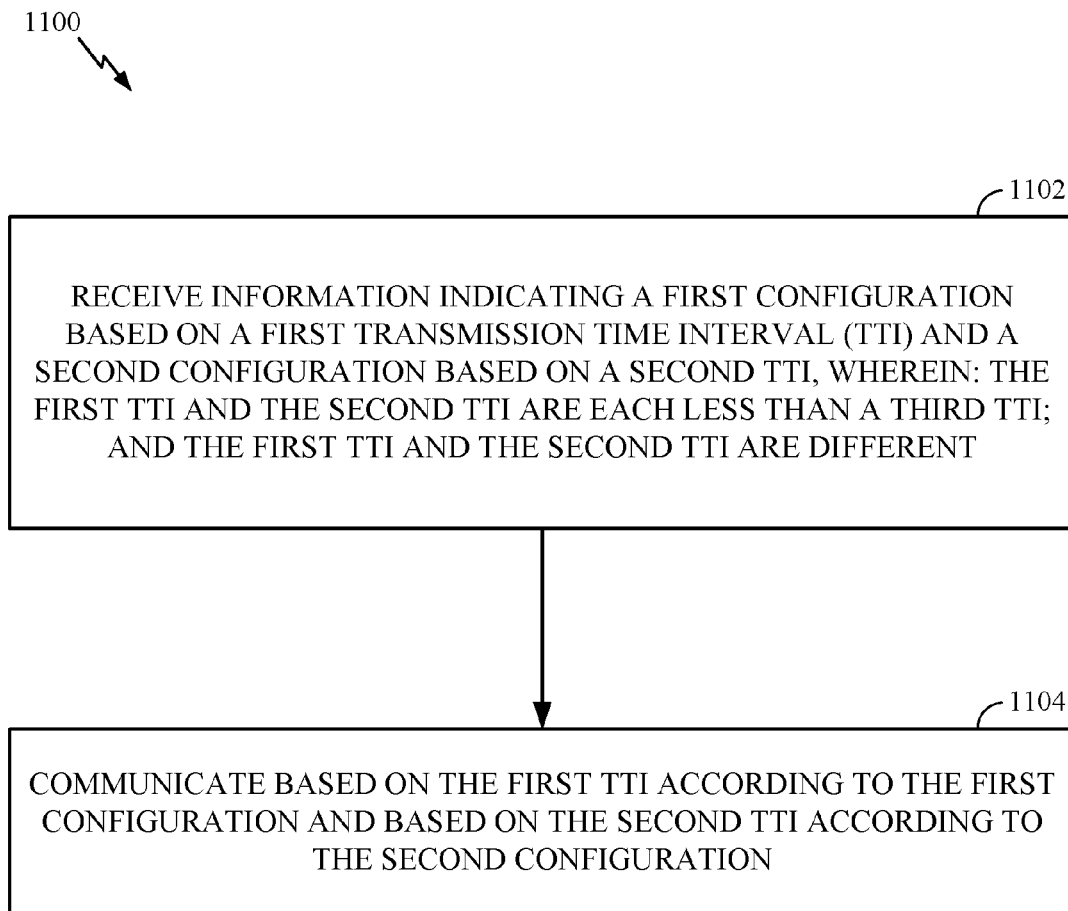 1100
1102
RECEIVE INFORMATION INDICATING A FIRST CONFIGURATION
BASED ON A FIRST TRANSMISSION TIME INTERVAL (TTI) AND A
SECOND CONFIGURATION BASED ON A SECOND TTI, WHEREIN: THE
FIRST TTI AND THE SECOND TTI ARE EACH LESS THAN A THIRD TTI;
AND THE FIRST TTI AND THE SECOND TTI ARE DIFFERENT
1104
COMMUNICATE BASED ON THE FIRST TTI ACCORDING TO THE FIRST
CONFIGURATION AND BASED ON THE SECOND TTI ACCORDING TO
THE SECOND CONFIGURATION